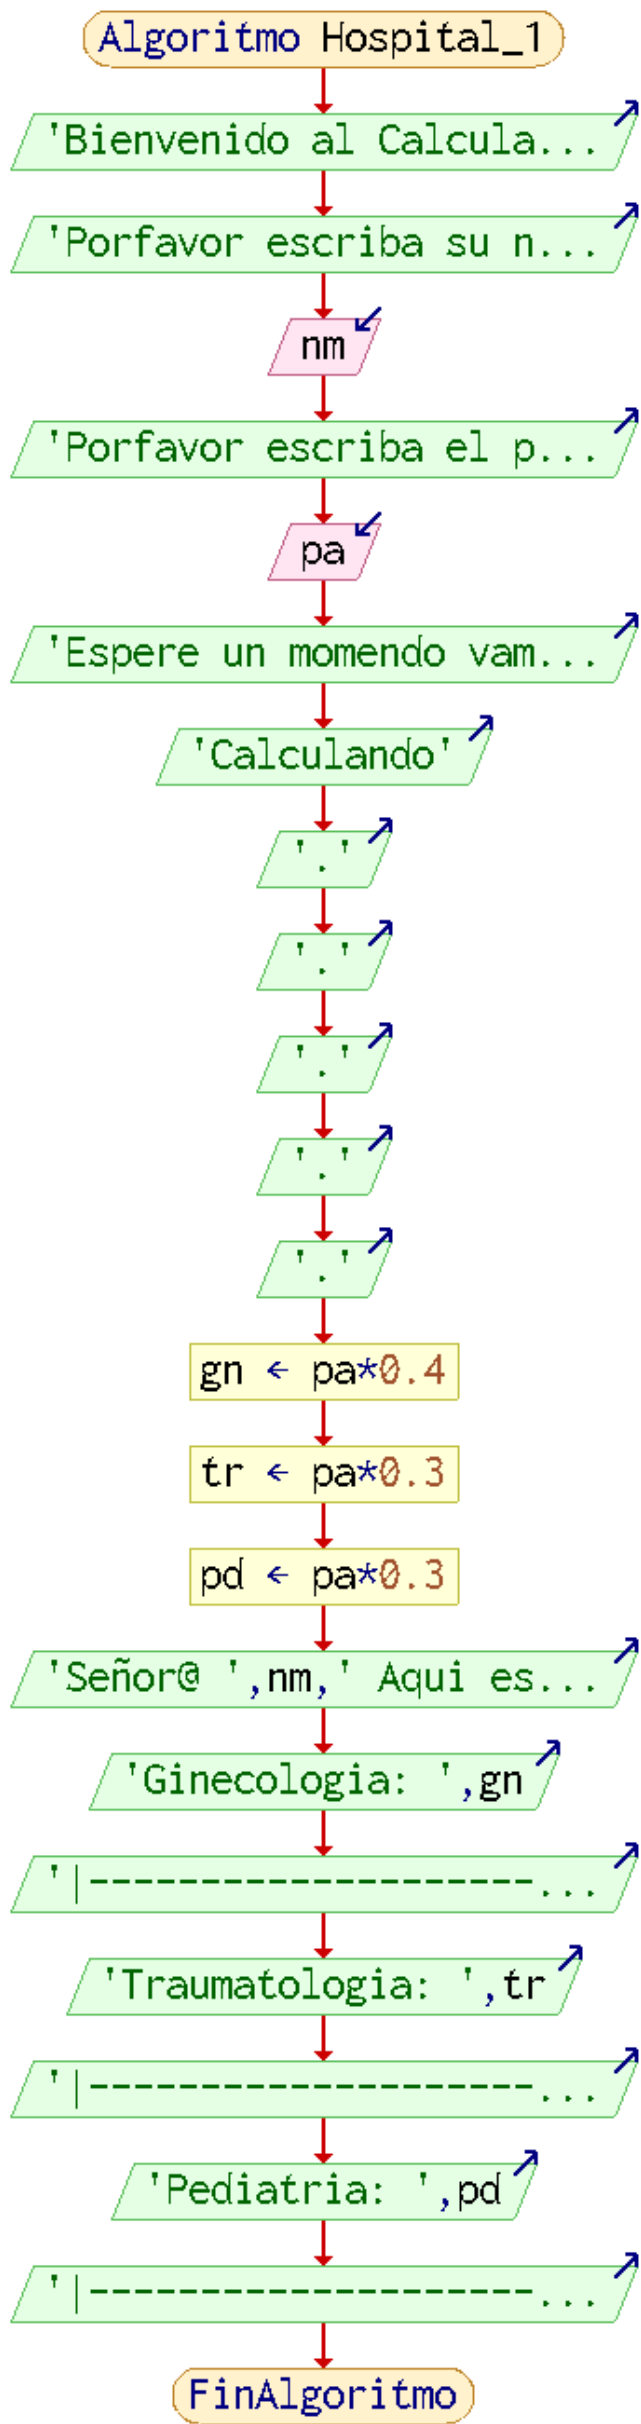 Algoritmo Hospital_1
'Bienvenido al Calcula...
'Porfavor escriba su n...
nm
'Porfavor escriba el p...
pa
'Espere un momendo vam...
'Calculando'
'.'
'.'
'.'
'.'
'.'
gn ← pa*0.4
tr ← pa*0.3
pd ← pa*0.3
'Señor@ ',nm,' Aqui es...
'Ginecologia: ',gn
'|--------------------...
'Traumatologia: ',tr
'|--------------------...
'Pediatria: ',pd
'|--------------------...
FinAlgoritmo